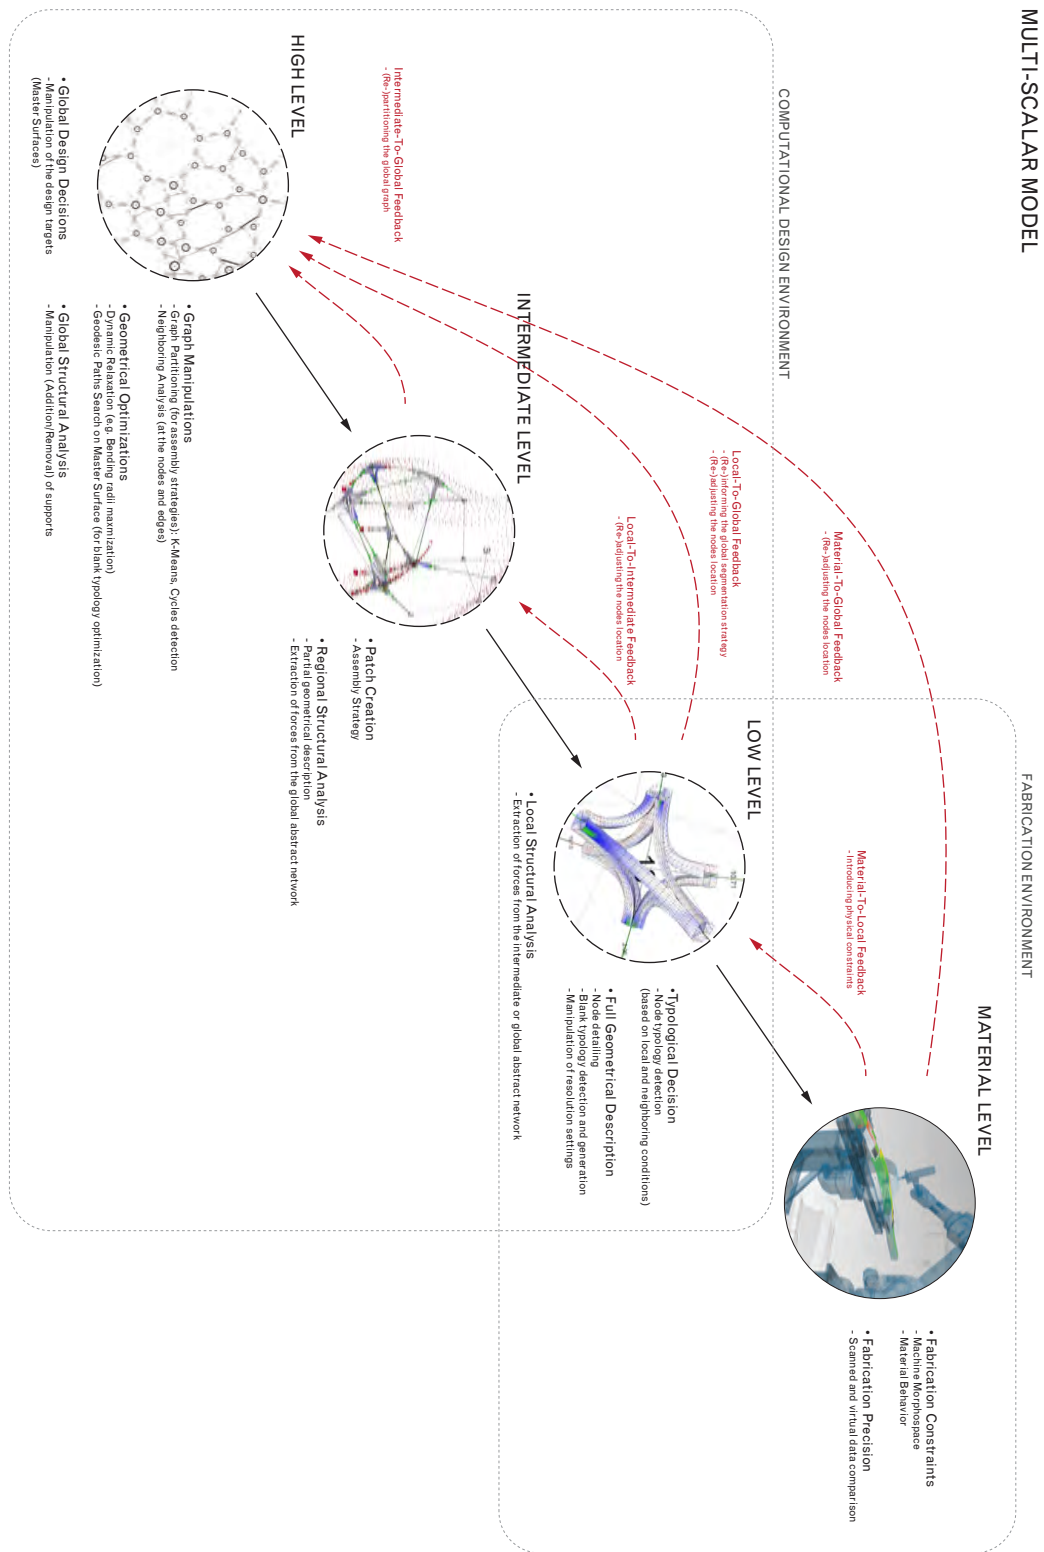 MULTI-SCALAR MODEL
COMPUTATIONAL DESIGN ENVIRONMENT
FABRICATION ENVIRONMENT
HIGH LEVEL
• Global Design Decisions
- Manipulation of the design targets
(Master Surfaces)
Intermediate-To-Global Feedback
- (Re-)partitioning the global graph
• Graph Manipulations
- Graph Partitioning (for assembly strategies): K-Means, Cycles detection
- Neighboring Analysis (at the nodes and edges)
• Geometrical Optimizations
- Dynamic Relaxation (e.g. Bending radii maxmization)
- Geodesic Paths Search on Master Surface (for blank typology optimization)
• Global Structural Analysis
- Manipulation (Addition/Removal) of supports
INTERMEDIATE LEVEL
Local-To-Global Feedback
- (Re-)informing the global segmentation strategy
- (Re-)adjusting the nodes location
Local-To-Intermediate Feedback
- (Re-)adjusting the nodes location
Material-To-Global Feedback
- (Re-)adjusting the nodes location
• Patch Creation
- Assembly Strategy
• Regional Structural Analysis
- Partial geometrical description
- Extraction of forces from the global abstract network
LOW LEVEL
Material-To-Local Feedback
- Introducing physical constraints
• Local Structural Analysis
- Extraction of forces from the intermediate or global abstract network
• Typological Decision
- Node typology detection
(based on local and neighboring conditions)
• Full Geometrical Description
- Node detailing
- Blank typology detection and generation
- Manipulation of resolution settings
MATERIAL LEVEL
• Fabrication Constraints
- Machine Morphospace
- Material Behavior
• Fabrication Precision
- Scanned and virtual data comparison